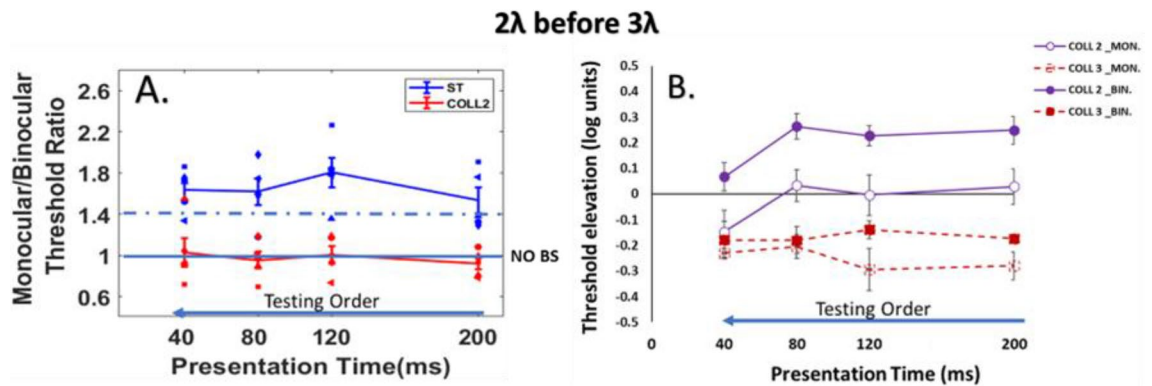 2λ before 3λ
A.
Monocular/Binocular
Threshold Ratio
2.6
2.2
1.8
1.4
1
0.6
ST
COLL2
NO BS
Testing Order
40
80
120
200
Presentation Time(ms)
B.
Threshold elevation (log units)
0.5
0.4
0.3
0.2
0.1
0
-0.1
-0.2
-0.3
-0.4
-0.5
COLL 2 _MON.
COLL 3 _MON.
COLL 2 _BIN.
COLL 3 _BIN.
Testing Order
0
40
80
120
200
Presentation Time (ms)